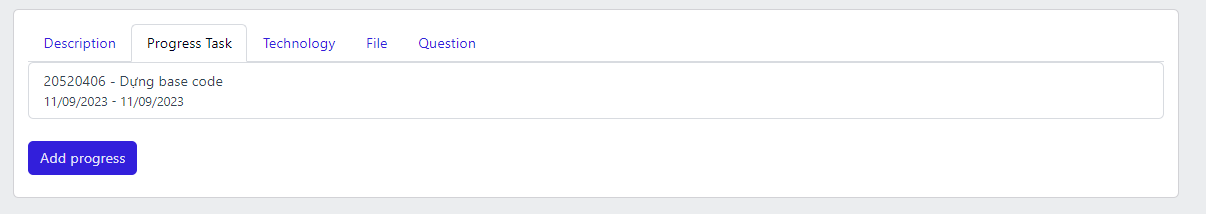 Description Progress Task Technology File Question
20520406 - Dựng base code
11/09/2023 - 11/09/2023
Add progress